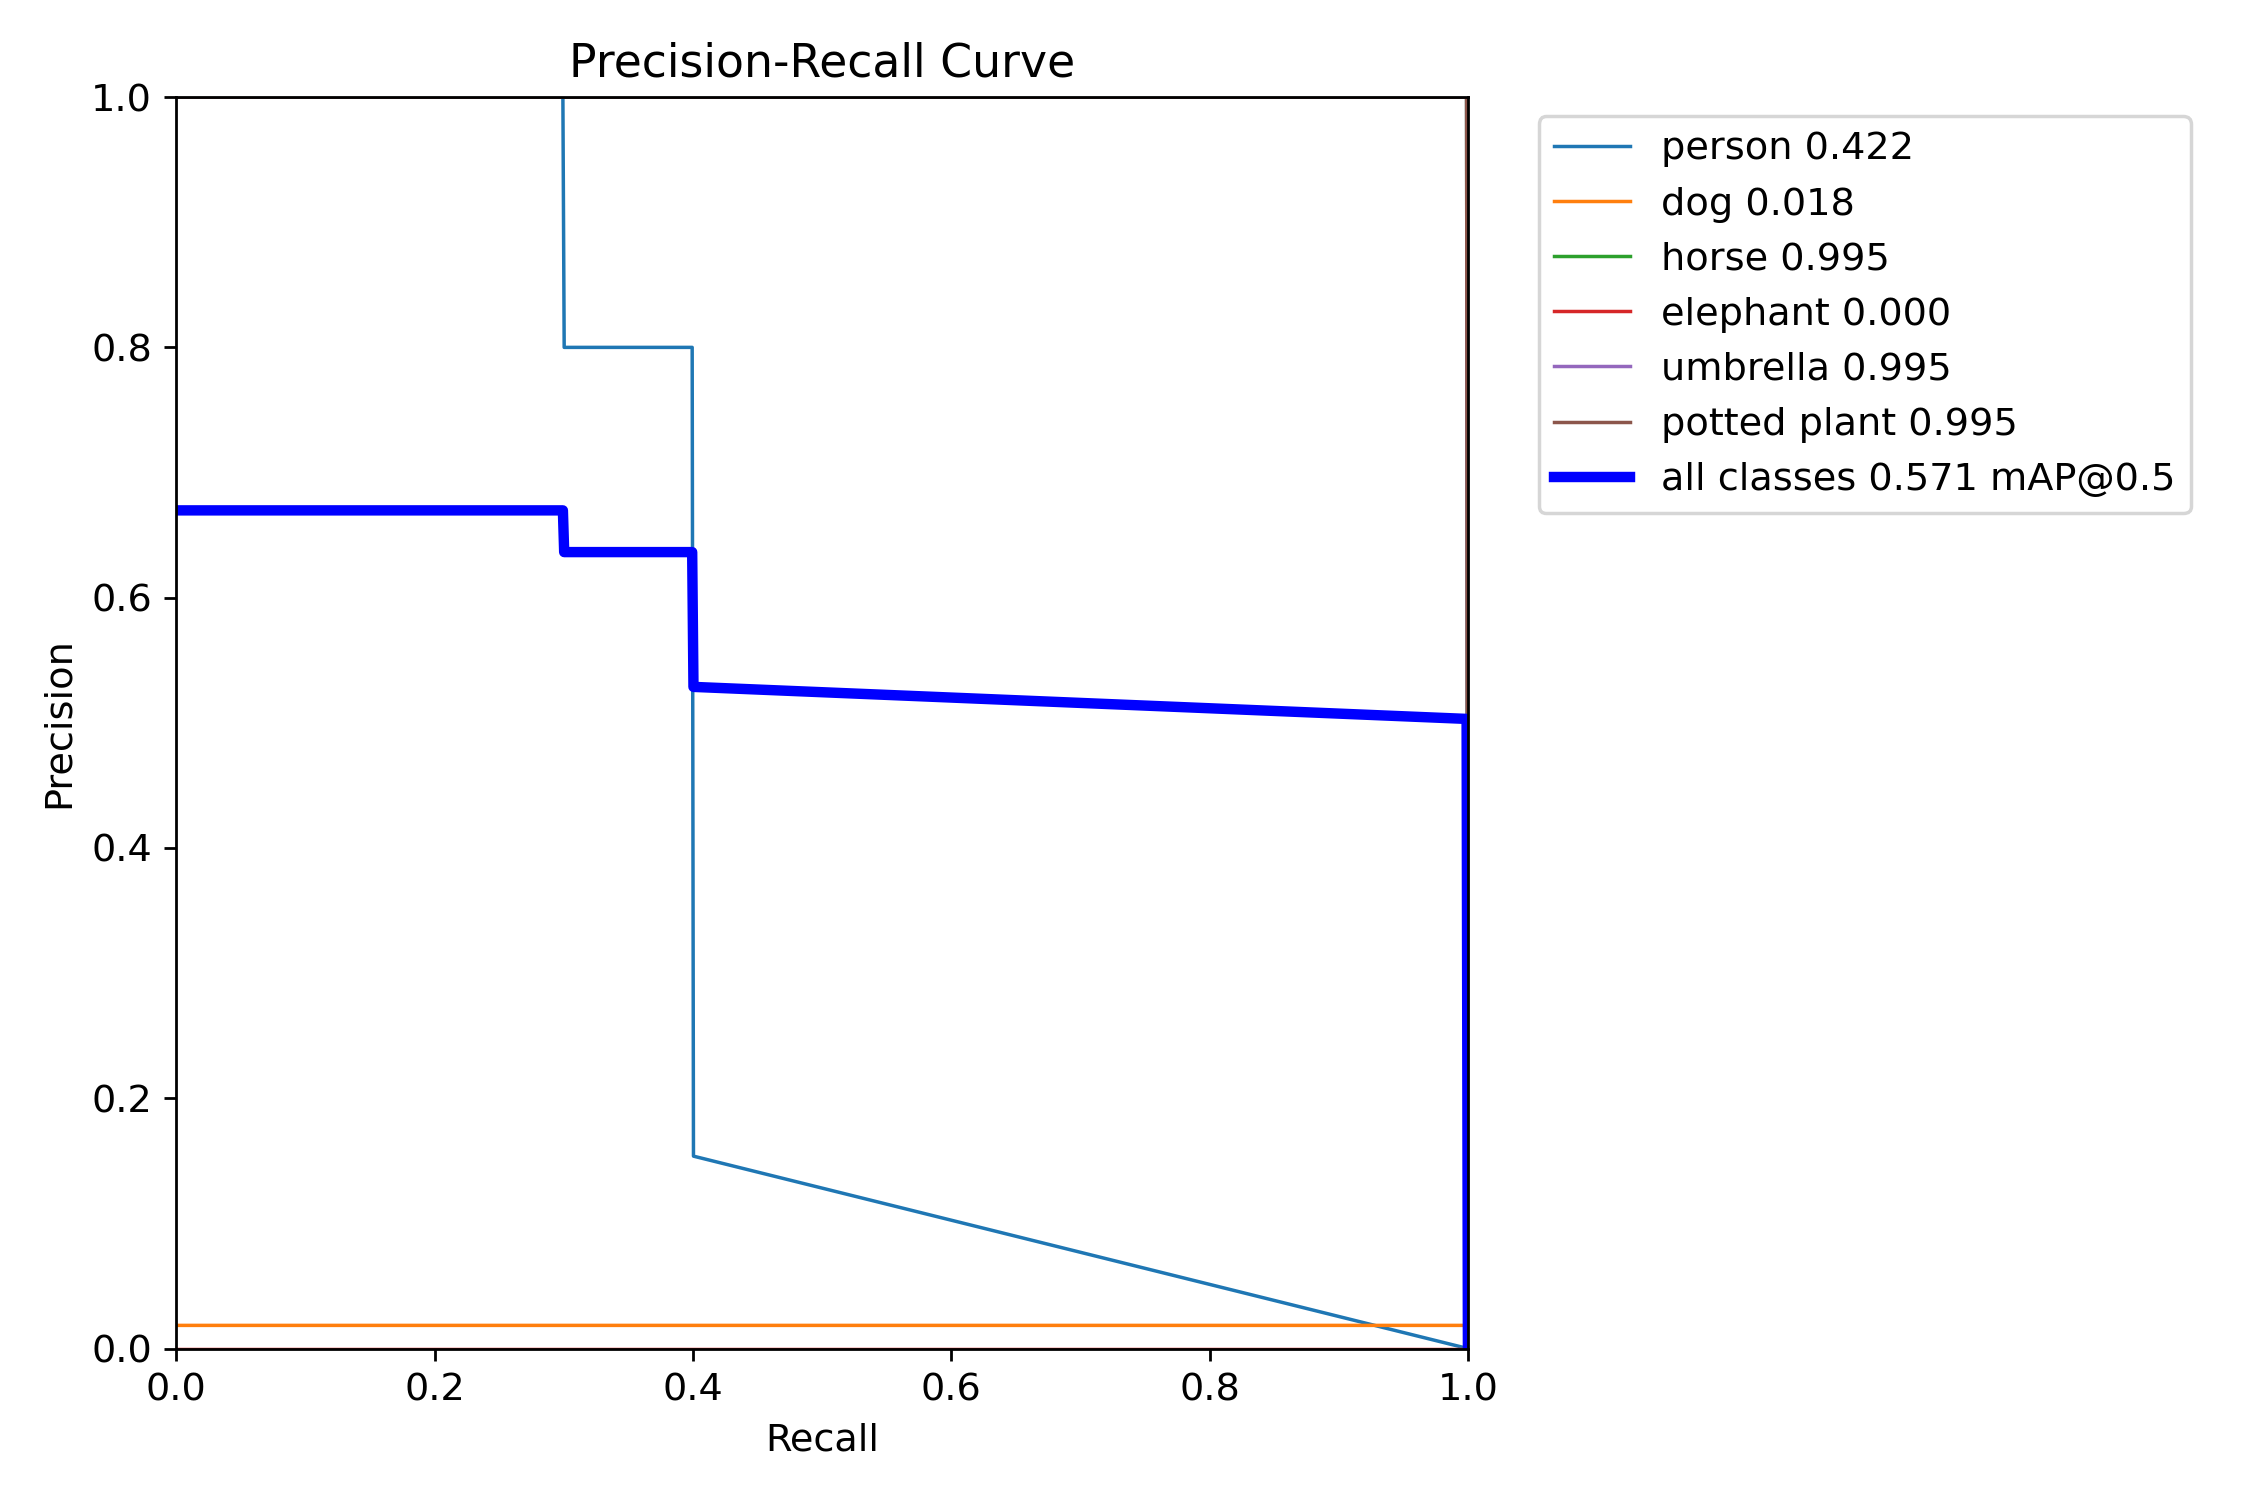 Precision-Recall Curve
1.0
0.8
0.6
0.4
0.2
0.0
Precision
0.0 0.2 0.4 0.6 0.8 1.0
Recall
person 0.422
dog 0.018
horse 0.995
elephant 0.000
umbrella 0.995
potted plant 0.995
all classes 0.571 mAP@0.5